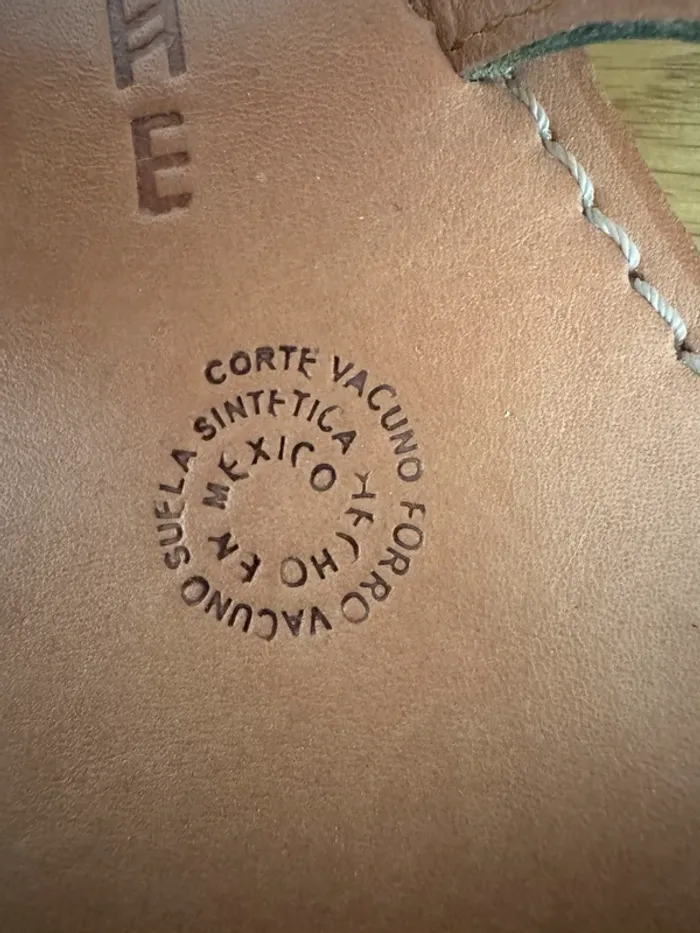 E
CORTE VACUNO FORRO VACUNO SUELA SINTETICA HECHO EN MEXICO